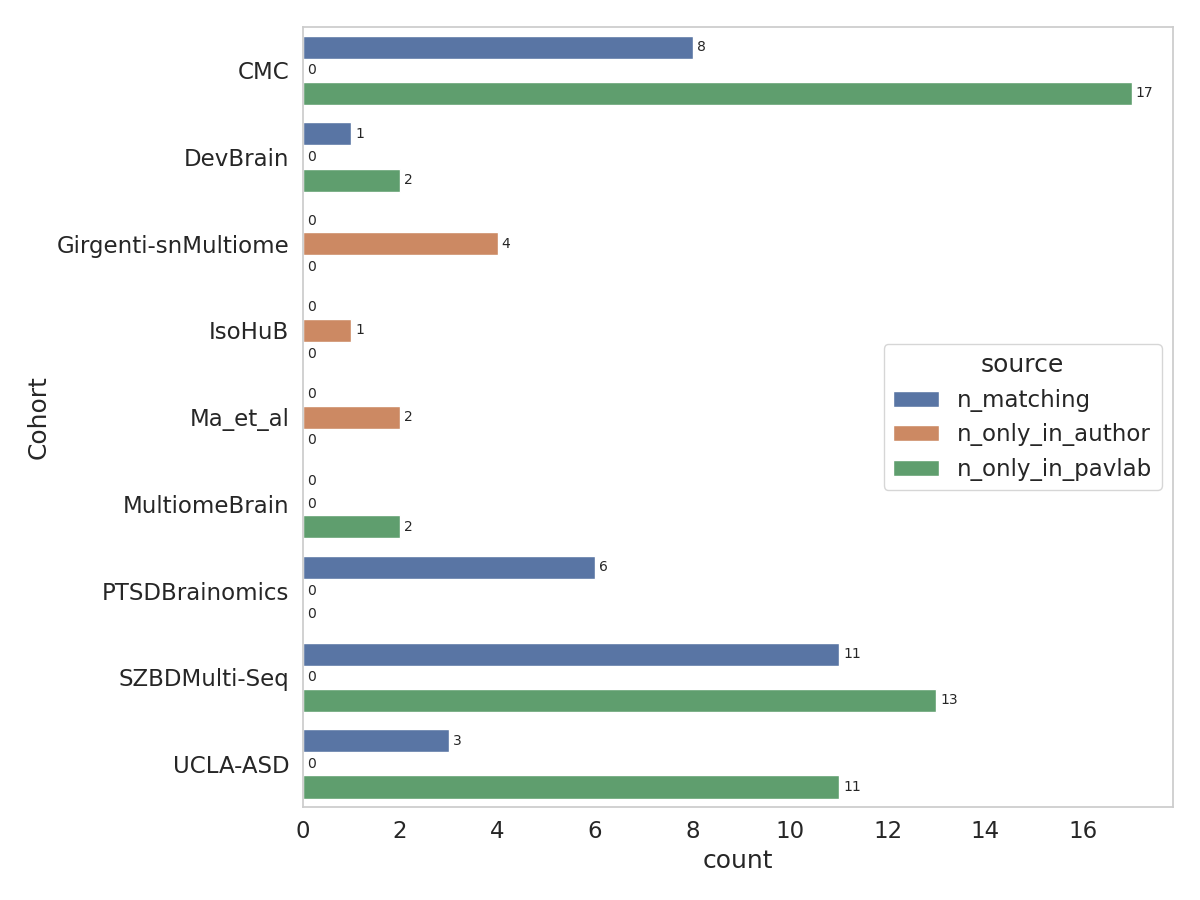 CMC
8
0
17
DevBrain
1
0
2
Girgenti-snMultiome
0
4
0
IsoHuB
0
1
0
Ma_et_al
0
2
0
MultiomeBrain
0
0
2
PTSDBrainomics
6
0
0
SZBDMulti-Seq
11
0
13
UCLA-ASD
3
0
11
Cohort
source
n_matching
n_only_in_author
n_only_in_pavlab
0 2 4 6 8 10 12 14 16
count